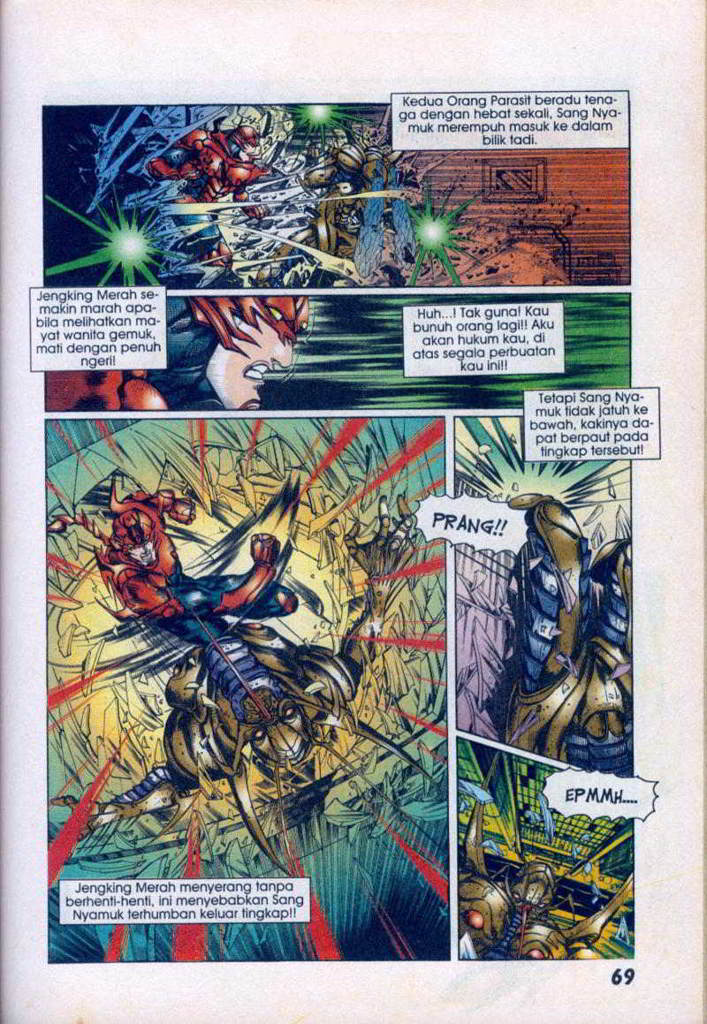 Kedua Orang Parasit beradu tena-
ga dengan hebat sekali, Sang Nya-
muk merempuh masuk ke dalam
bilik tadi.
Jengking Merah se-
makin marah apa-
bila melihatkan ma-
yat wanita gemuk,
mati dengan penuh
ngeri!
Huh...! Tak guna! Kau
bunuh orang lagi!! Aku
akan hukum kau, di
atas segala perbuatan
kau ini!!
Tetapi Sang Nya-
muk tidak jatuh ke
bawah, kakinya da-
pat berpaut pada
tingkap tersebut!
PRANG!!
EPMMH....
Jengking Merah menyerang tanpa
berhenti-henti, ini menyebabkan Sang
Nyamuk terhumban keluar tingkap!!
69